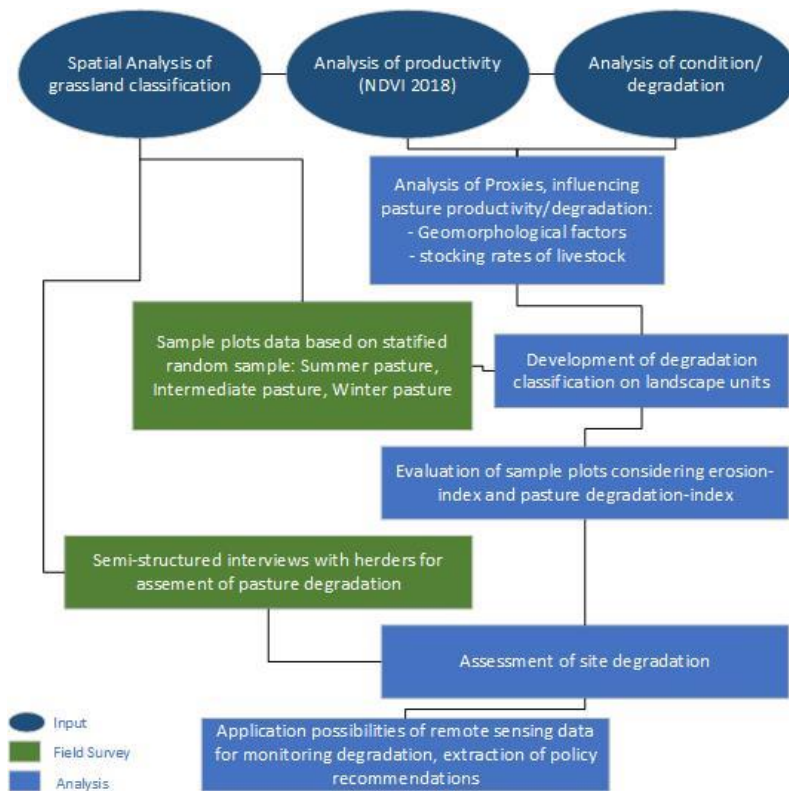 Spatial Analysis of
grassland classification
Analysis of productivity
(NDVI 2018)
Analysis of condition/
degradation
Analysis of Proxies, influencing
pasture productivity/degradation:
- Geomorphological factors
- stocking rates of livestock
Sample plots data based on statified
random sample: Summer pasture,
Intermediate pasture, Winter pasture
Development of degradation
classification on landscape units
Evaluation of sample plots considering erosion-
index and pasture degradation-index
Semi-structured interviews with herders for
assement of pasture degradation
Assessment of site degradation
Application possibilities of remote sensing data
for monitoring degradation, extraction of policy
recommendations
Input
Field Survey
Analysis